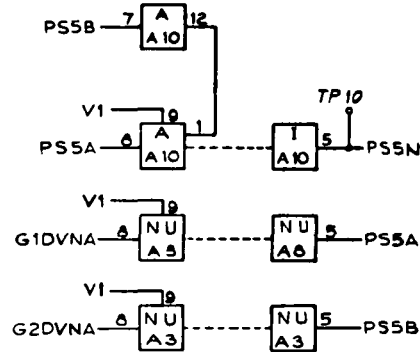 PS5B 7 A A10 12
V1 9 TP10
PS5A 8 A A10 1 I A10 5 PS5N
V1 9
G1DVNA 8 NU A5 NU A8 5 PS5A
V1 9
G2DVNA 8 NU A3 NU A3 5 PS5B